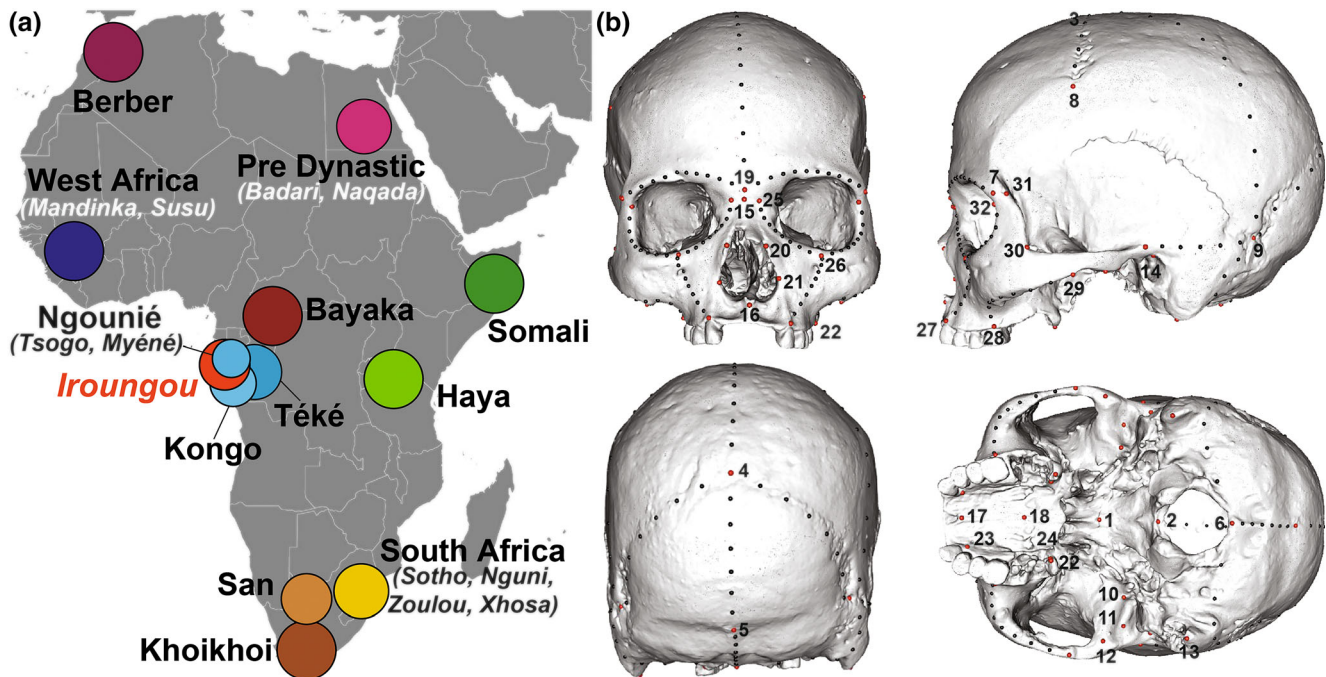 (a)
Berber
Pre Dynastic
(Badari, Naqada)
West Africa
(Mandinka, Susu)
Ngounié
(Tsogo, Myéné)
Bayaka
Somali
Iroungou
Haya
Téké
Kongo
South Africa
(Sotho, Nguni,
Zoulou, Xhosa)
San
Khoikhoi
(b)
19
15
25
20
26
21
16
22
3
8
7
31
32
30
9
14
29
27
28
4
5
17
18
1
2
6
23
24
22
10
11
12
13